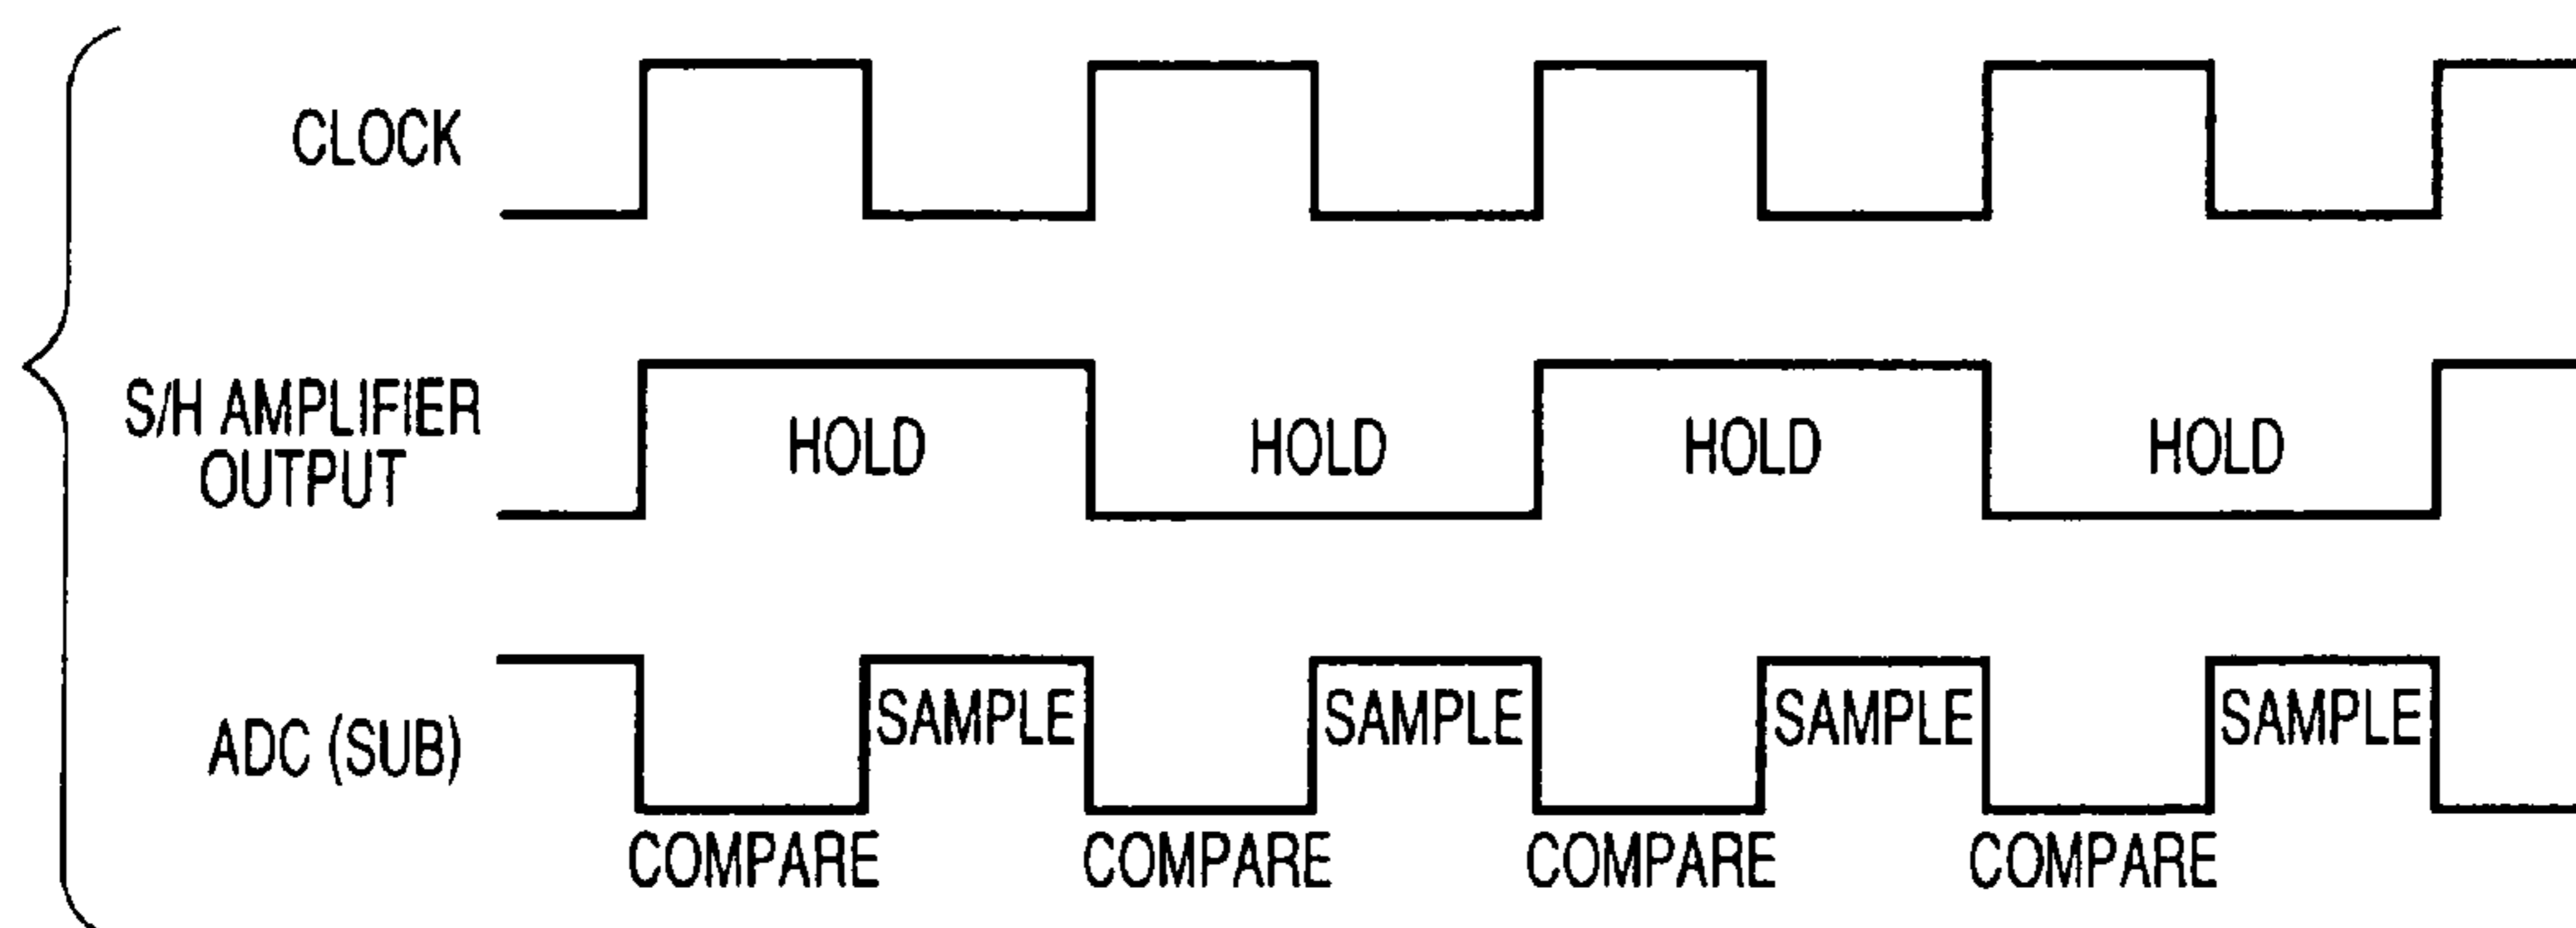 CLOCK
S/H AMPLIFIER
OUTPUT
HOLD HOLD HOLD HOLD
ADC (SUB)
SAMPLE SAMPLE SAMPLE SAMPLE
COMPARE COMPARE COMPARE COMPARE